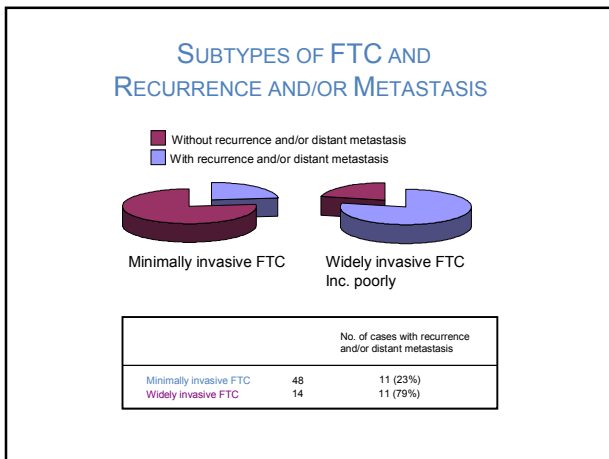 SUBTYPES OF FTC AND
RECURRENCE AND/OR METASTASIS
Without recurrence and/or distant metastasis
With recurrence and/or distant metastasis
Minimally invasive FTC
Widely invasive FTC
Inc. poorly
No. of cases with recurrence
and/or distant metastasis
Minimally invasive FTC 48 11 (23%)
Widely invasive FTC 14 11 (79%)